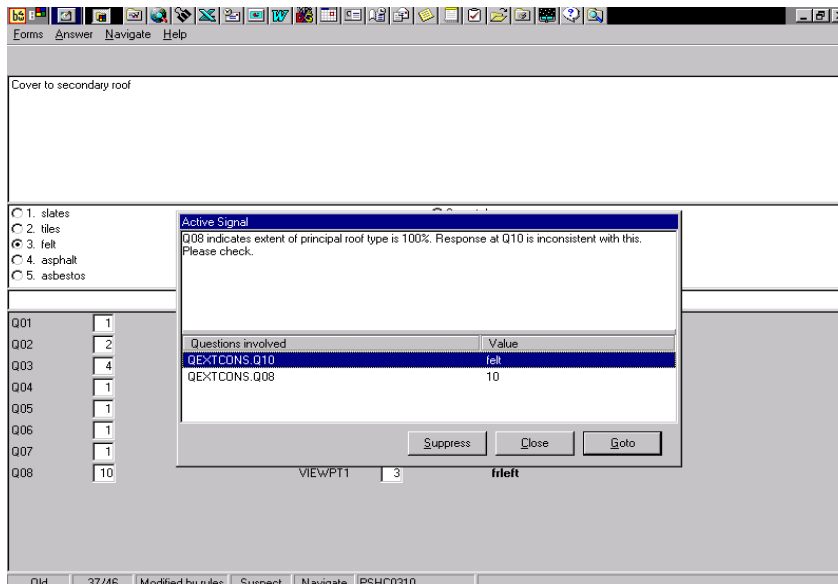 Forms Answer Navigate Help
Cover to secondary roof
1. slates
2. tiles
3. felt
4. asphalt
5. asbestos
Active Signal
Q08 indicates extent of principal roof type is 100%. Response at Q10 is inconsistent with this.
Please check.
Questions involved Value
QEXTCONS.Q10 felt
QEXTCONS.Q08 10
Suppress Close Goto
Q01 1
Q02 2
Q03 4
Q04 1
Q05 1
Q06 1
Q07 1
Q08 10 VIEWPT1 3 frleft
Old 37/46 Modified by rules Suspect Navigate PSHC0310